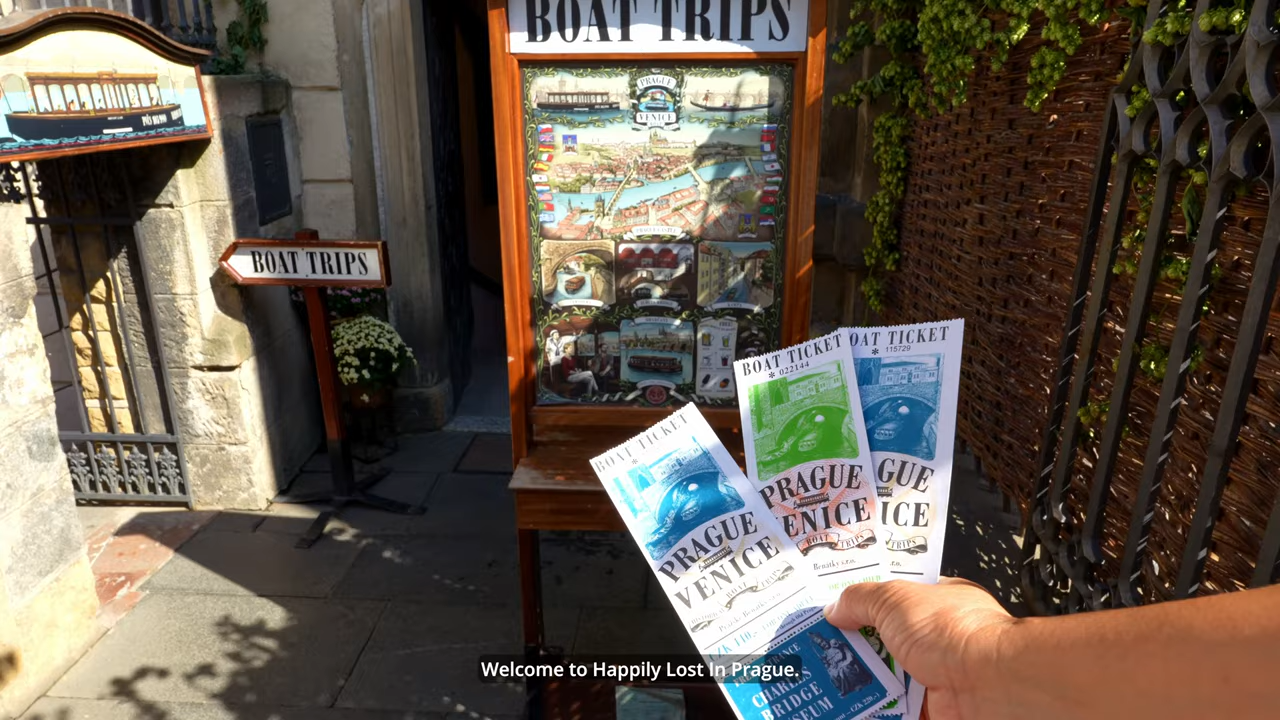 BOAT TRIPS
PRAGUE
VENICE
BOAT TRIPS
BOAT TICKET
* 022144
PRAGUE
VENICE
BOAT TRIPS
Benátky s.r.o.
BOAT TICKET
* 115729
GUE
ICE
TRIPS
BOAT TICKET
*
PRAGUE
VENICE
BOAT TRIPS
CHARLES
BRIDGE
MUSEUM
Welcome to Happily Lost In Prague.